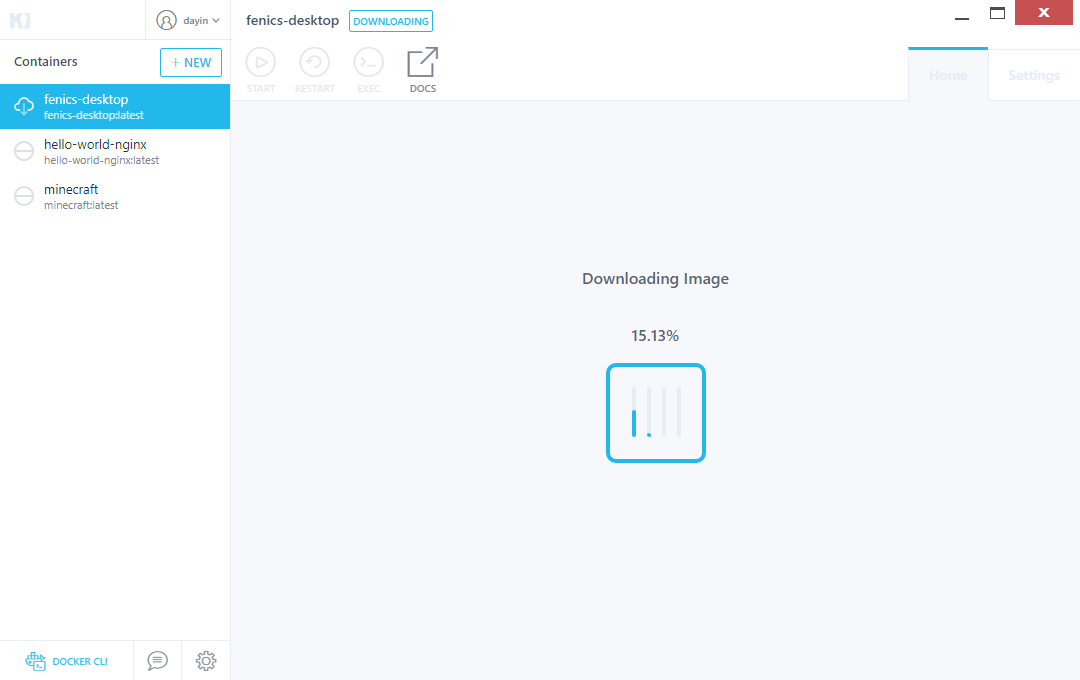 dayin
fenics-desktop
DOWNLOADING
Containers
+ NEW
START
RESTART
EXEC
DOCS
Home
Settings
fenics-desktop
fenics-desktop:latest
hello-world-nginx
hello-world-nginx:latest
minecraft
minecraft:latest
Downloading Image
15.13%
DOCKER CLI